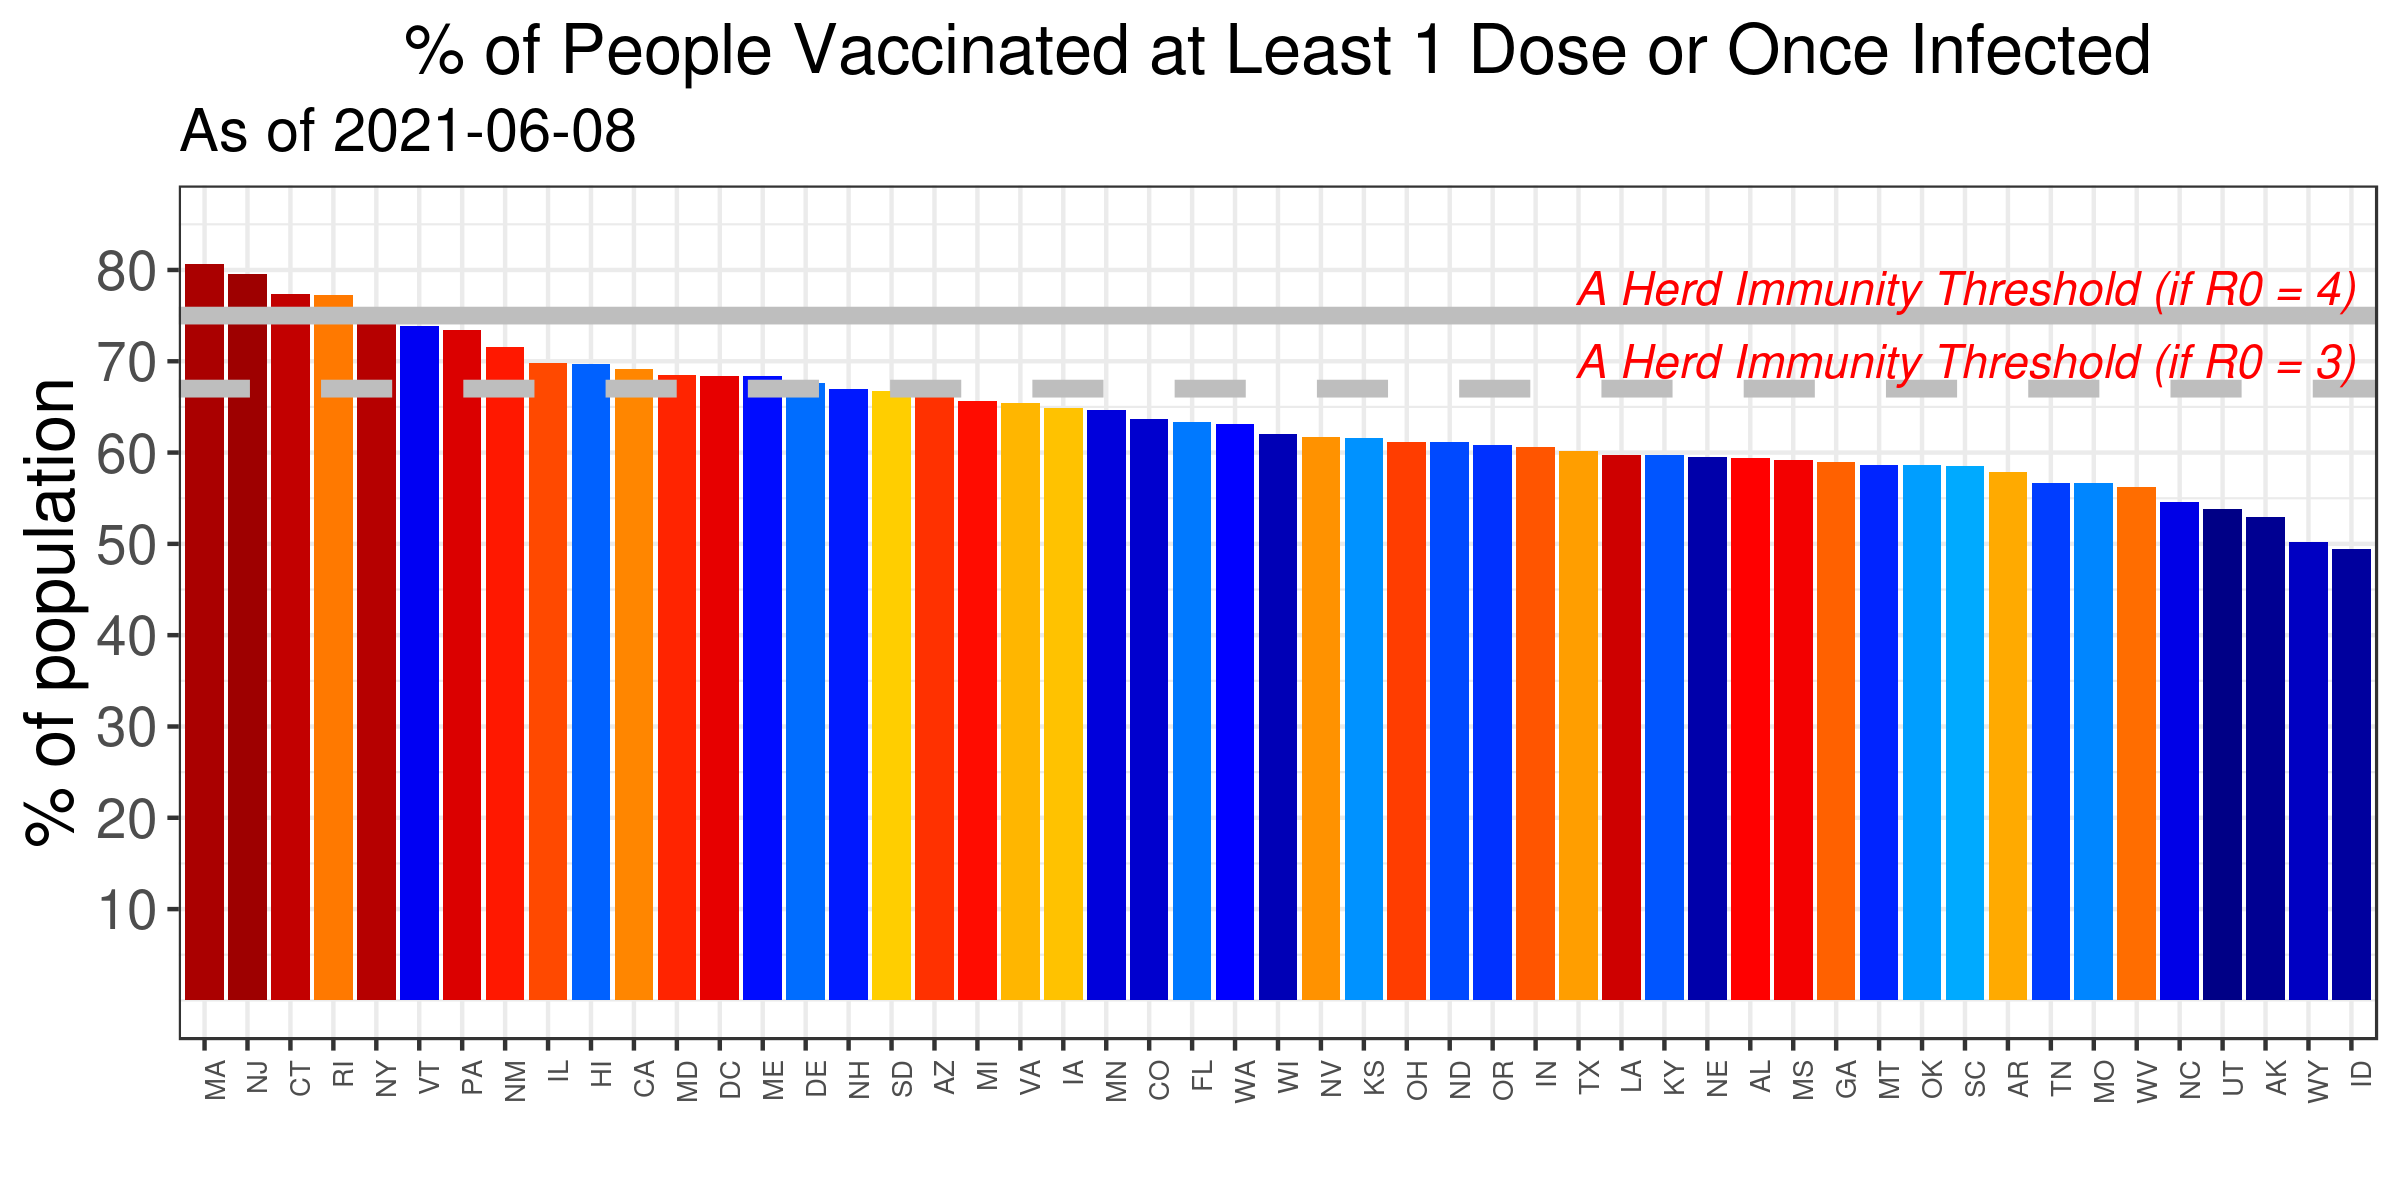 % of People Vaccinated at Least 1 Dose or Once Infected
As of 2021-06-08
% of population
80
70
60
50
40
30
20
10
A Herd Immunity Threshold (if R0 = 4)
A Herd Immunity Threshold (if R0 = 3)
MA NJ CT RI NY VT PA NM IL HI CA MD DC ME DE NH SD AZ MI VA IA MN CO FL WA WI NV KS OH ND OR IN TX LA KY NE AL MS GA MT OK SC AR TN MO WV NC UT AK WY ID